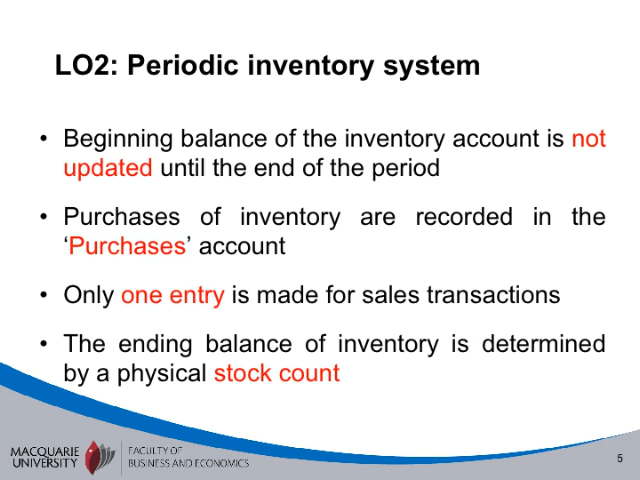 LO2: Periodic inventory system
• Beginning balance of the inventory account is not
updated until the end of the period
• Purchases of inventory are recorded in the
‘Purchases’ account
• Only one entry is made for sales transactions
• The ending balance of inventory is determined
by a physical stock count
MACQUARIE
UNIVERSITY
FACULTY OF
BUSINESS AND ECONOMICS
5